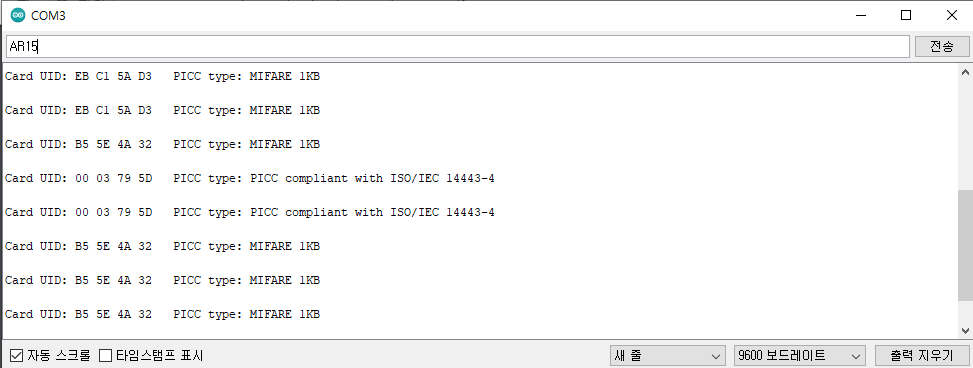 COM3
AR15
전송
Card UID: EB C1 5A D3 PICC type: MIFARE 1KB
Card UID: EB C1 5A D3 PICC type: MIFARE 1KB
Card UID: B5 5E 4A 32 PICC type: MIFARE 1KB
Card UID: 00 03 79 5D PICC type: PICC compliant with ISO/IEC 14443-4
Card UID: 00 03 79 5D PICC type: PICC compliant with ISO/IEC 14443-4
Card UID: B5 5E 4A 32 PICC type: MIFARE 1KB
Card UID: B5 5E 4A 32 PICC type: MIFARE 1KB
Card UID: B5 5E 4A 32 PICC type: MIFARE 1KB
자동 스크롤 타임스탬프 표시 새 줄 9600 보드레이트 출력 지우기